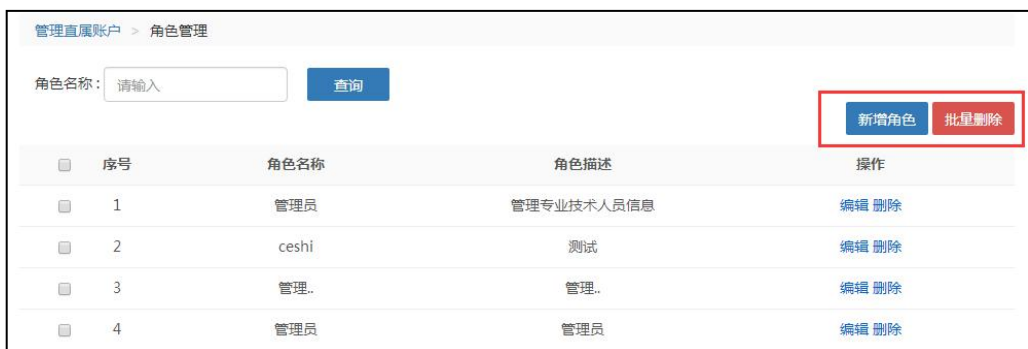 管理直属账户 > 角色管理
角色名称： 请输入 查询
新增角色 批量删除
序号 角色名称 角色描述 操作
1 管理员 管理专业技术人员信息 编辑 删除
2 ceshi 测试 编辑 删除
3 管理.. 管理.. 编辑 删除
4 管理员 管理员 编辑 删除